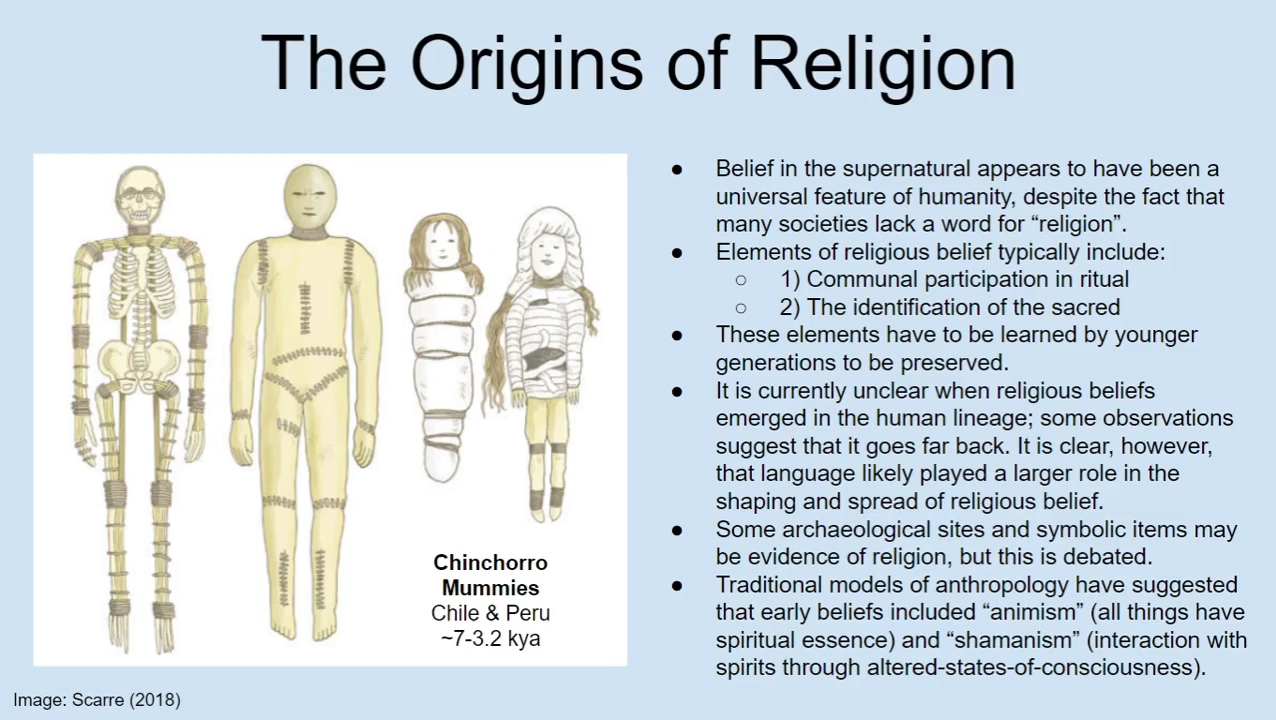 The Origins of Religion
● Belief in the supernatural appears to have been a
universal feature of humanity, despite the fact that
many societies lack a word for “religion”.
● Elements of religious belief typically include:
○ 1) Communal participation in ritual
○ 2) The identification of the sacred
● These elements have to be learned by younger
generations to be preserved.
● It is currently unclear when religious beliefs
emerged in the human lineage; some observations
suggest that it goes far back. It is clear, however,
that language likely played a larger role in the
shaping and spread of religious belief.
● Some archaeological sites and symbolic items may
be evidence of religion, but this is debated.
● Traditional models of anthropology have suggested
that early beliefs included “animism” (all things have
spiritual essence) and “shamanism” (interaction with
spirits through altered-states-of-consciousness).
Chinchorro
Mummies
Chile & Peru
~7-3.2 kya
Image: Scarre (2018)